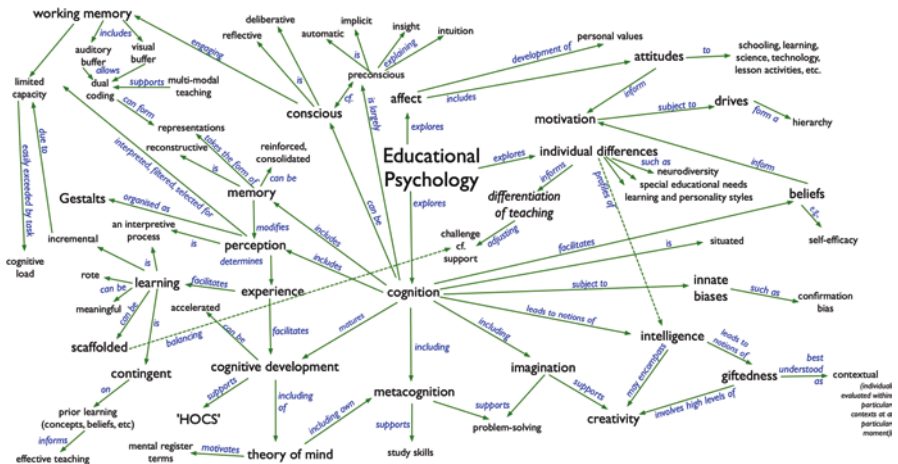 working memory
includes
auditory
buffer
visual
buffer
allows
limited
capacity
dual
coding
supports
multi-modal
teaching
can form
representations
engaging
deliberative
reflective
automatic
implicit
insight
intuition
is
is
explaining
preconscious
cf.
conscious
is largely
affect
development of
personal values
includes
attitudes
to
schooling, learning,
science, technology,
lesson activities, etc.
inform
motivation
subject to
drives
form a
hierarchy
explores
Educational
Psychology
explores
individual differences
such as
neurodiversity
special educational needs
learning and personality styles
informs
differentiation
of teaching
adjusting
challenge
cf.
support
profiles of
inform
beliefs
e.g.
self-efficacy
explores
due to
easily exceeded by task
reconstructive
is
takes the form of
reinforced,
consolidated
can be
memory
interpreted, filtered, selected for
Gestalts
organised as
an interpretive
process
is
modifies
perception
determines
includes
includes
can be
incremental
cognitive
load
is
learning
rote
can be
meaningful
can be
scaffolded
is
facilitates
experience
accelerated
can be
facilitates
balancing
cognition
facilitates
is
situated
subject to
innate
biases
such as
confirmation
bias
leads to notions of
intelligence
leads to
notions of
giftedness
best
understood
as
contextual
(individual
evaluated within
particular
contexts at a
particular
moment(
may encompass
involves high levels of
creativity
matures
including
including
imagination
supports
supports
problem-solving
cognitive development
supports
'HOCS'
including
of
including own
metacognition
supports
supports
study skills
contingent
on
prior learning
(concepts, beliefs, etc)
informs
effective teaching
mental register
terms
motivates
theory of mind